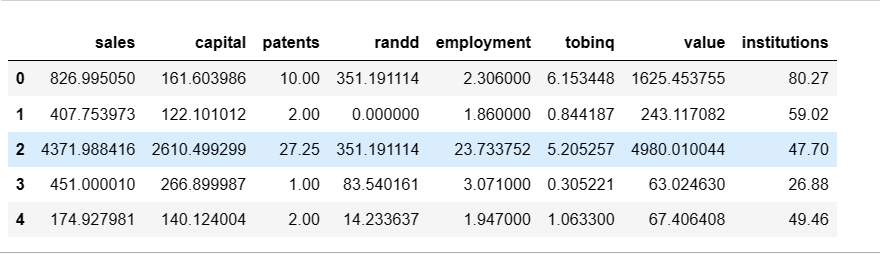 sales capital patents randd employment tobinq value institutions
0 826.995050 161.603986 10.00 351.191114 2.306000 6.153448 1625.453755 80.27
1 407.753973 122.101012 2.00 0.000000 1.860000 0.844187 243.117082 59.02
2 4371.988416 2610.499299 27.25 351.191114 23.733752 5.205257 4980.010044 47.70
3 451.000010 266.899987 1.00 83.540161 3.071000 0.305221 63.024630 26.88
4 174.927981 140.124004 2.00 14.233637 1.947000 1.063300 67.406408 49.46